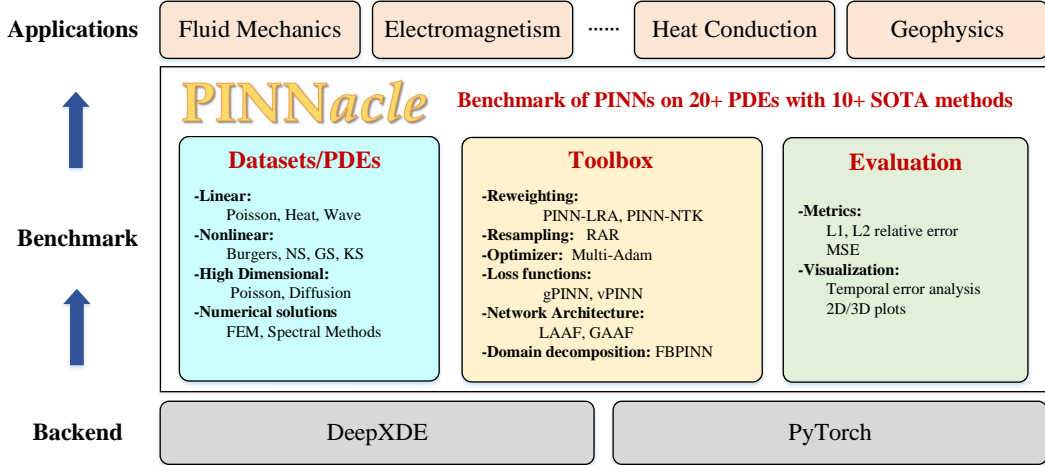 Applications
Fluid Mechanics
Electromagnetism
......
Heat Conduction
Geophysics
PINNacle
Benchmark of PINNs on 20+ PDEs with 10+ SOTA methods
Benchmark
Datasets/PDEs
-Linear:
Poisson, Heat, Wave
-Nonlinear:
Burgers, NS, GS, KS
-High Dimensional:
Poisson, Diffusion
-Numerical solutions
FEM, Spectral Methods
Toolbox
-Reweighting:
PINN-LRA, PINN-NTK
-Resampling: RAR
-Optimizer: Multi-Adam
-Loss functions:
gPINN, vPINN
-Network Architecture:
LAAF, GAAF
-Domain decomposition: FBPINN
Evaluation
-Metrics:
L1, L2 relative error
MSE
-Visualization:
Temporal error analysis
2D/3D plots
Backend
DeepXDE
PyTorch